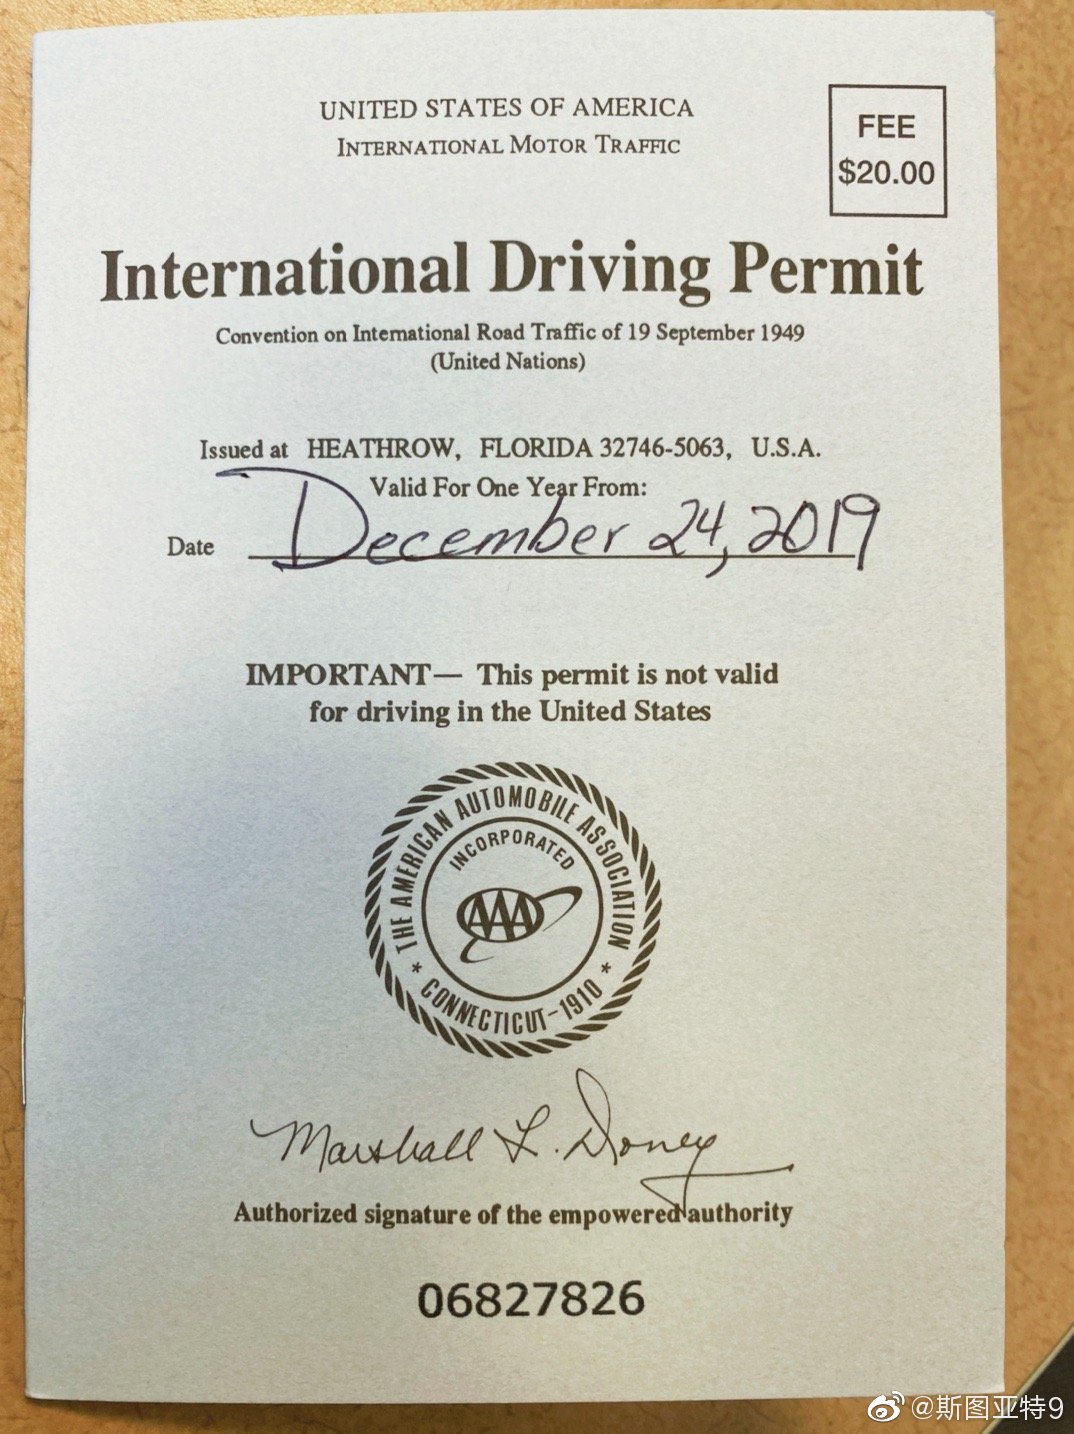 UNITED STATES OF AMERICA
INTERNATIONAL MOTOR TRAFFIC
FEE
$20.00
International Driving Permit
Convention on International Road Traffic of 19 September 1949
(United Nations)
Issued at HEATHROW, FLORIDA 32746-5063, U.S.A.
Valid For One Year From:
Date December 24, 2019
IMPORTANT— This permit is not valid
for driving in the United States
THE AMERICAN AUTOMOBILE ASSOCIATION
INCORPORATED
AAA
* CONNECTICUT-1910 *
Marshall L. Doney
Authorized signature of the empowered authority
06827826
@斯图亚特9